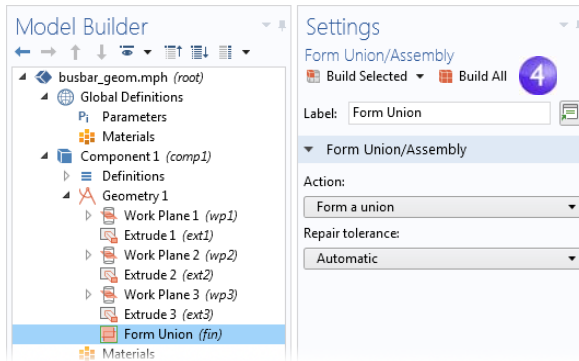 Model Builder
busbar_geom.mph (root)
Global Definitions
Pi Parameters
Materials
Component 1 (comp1)
Definitions
Geometry 1
Work Plane 1 (wp1)
Extrude 1 (ext1)
Work Plane 2 (wp2)
Extrude 2 (ext2)
Work Plane 3 (wp3)
Extrude 3 (ext3)
Form Union (fin)
Materials
Settings
Form Union/Assembly
Build Selected Build All 4
Label: Form Union
Form Union/Assembly
Action:
Form a union
Repair tolerance:
Automatic